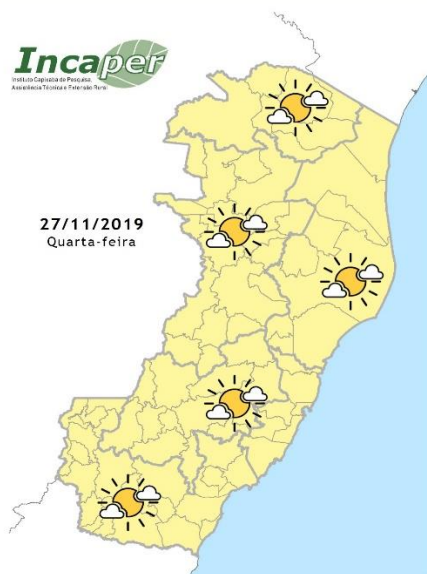 Incaper
Instituto Capixaba de Pesquisa,
Assistência Técnica e Extensão Rural
27/11/2019
Quarta-feira